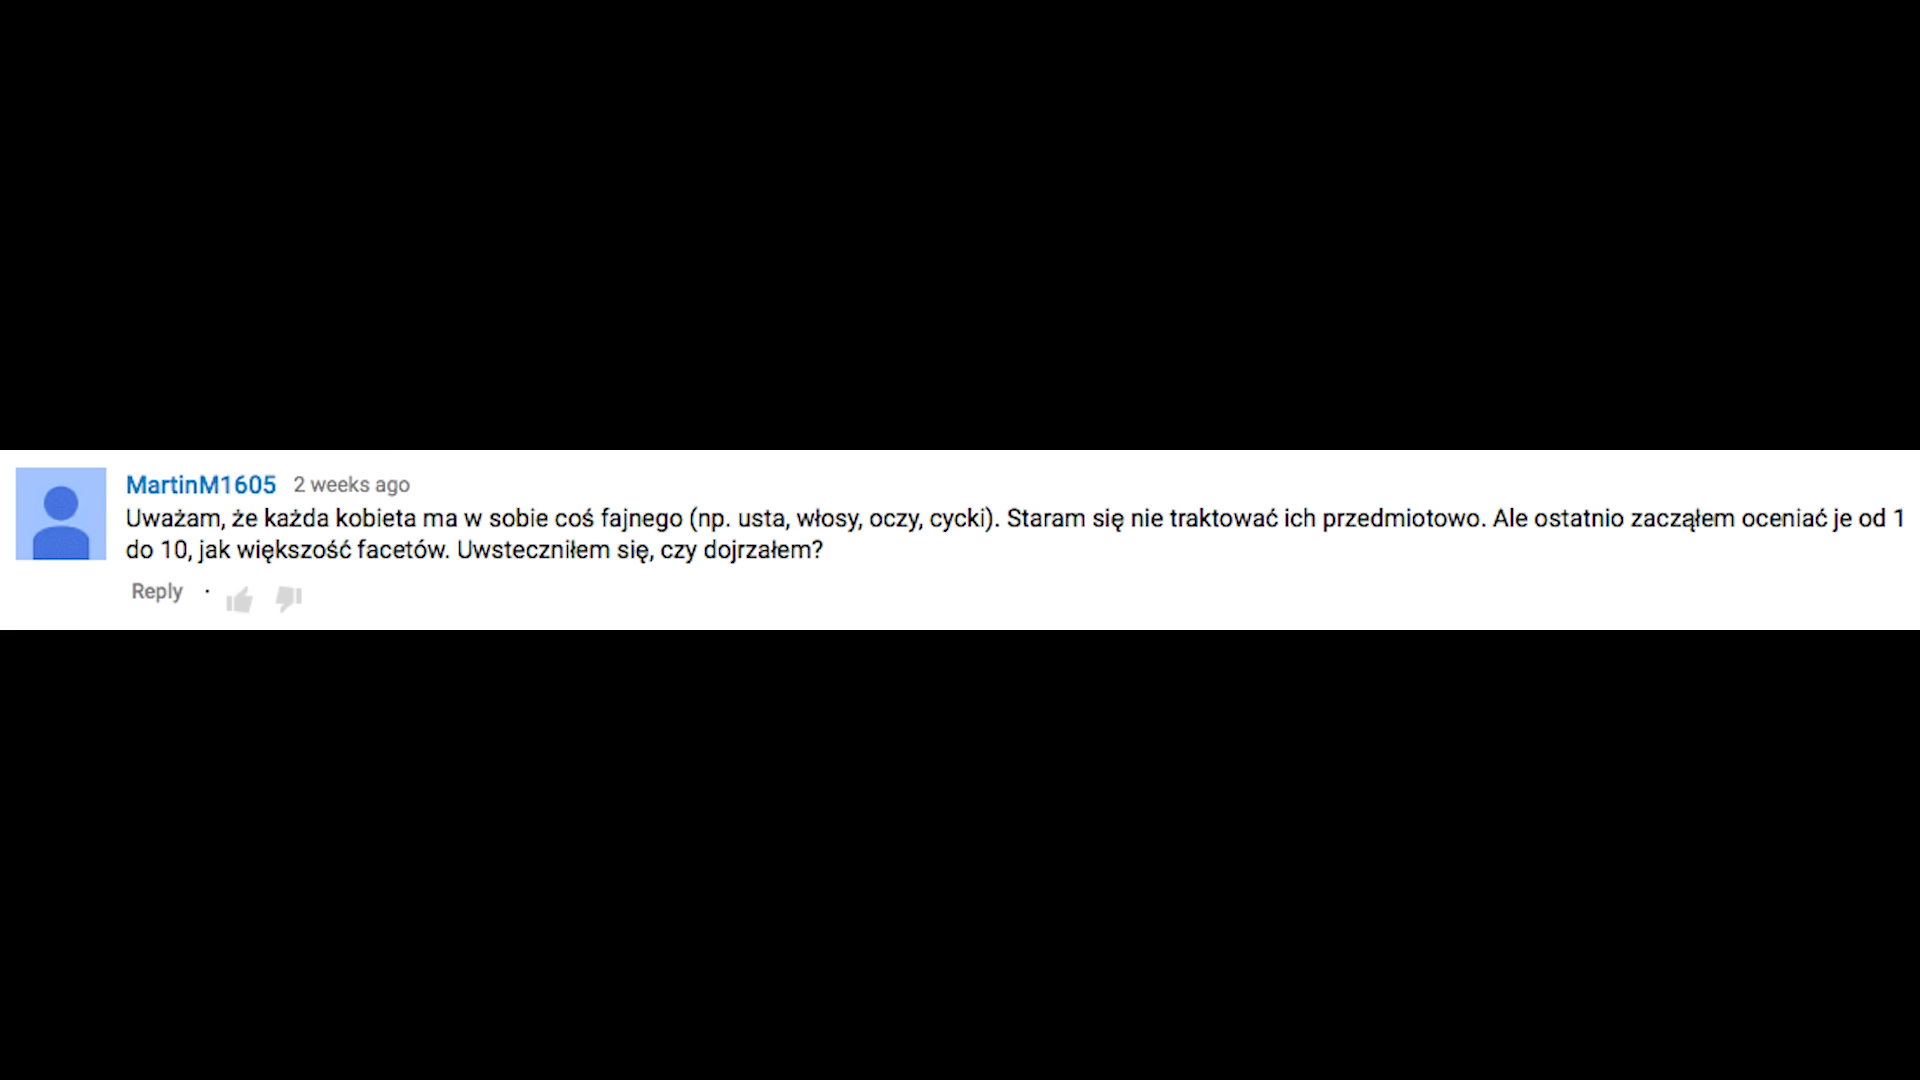 MartinM1605 2 weeks ago
Uważam, że każda kobieta ma w sobie coś fajnego (np. usta, włosy, oczy, cycki). Staram się nie traktować ich przedmiotowo. Ale ostatnio zacząłem oceniać je od 1
do 10, jak większość facetów. Uwsteczniłem się, czy dojrzałem?
Reply ·